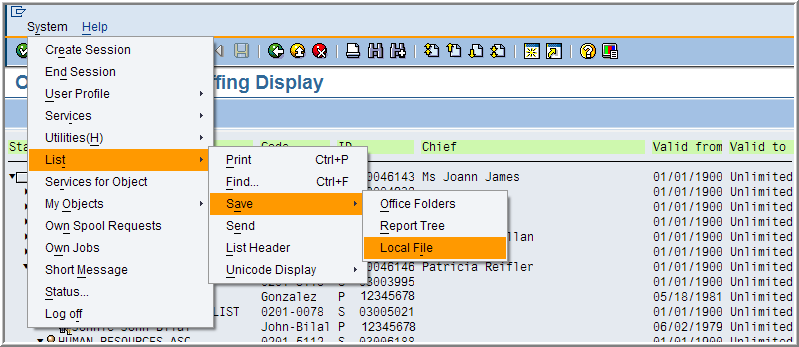 System Help
Create Session
End Session
User Profile
Services
Utilities(H)
List
Services for Object
My Objects
Own Spool Requests
Own Jobs
Short Message
Status...
Log off
Print Ctrl+P
Find... Ctrl+F
Save
Send
List Header
Unicode Display
Office Folders
Report Tree
Local File
ffing Display
Code ID Chief Valid from Valid to
0046143 Ms Joann James 01/01/1900 Unlimited
01/01/1900 Unlimited
01/01/1900 Unlimited
01/01/1900 Unlimited
llan 01/01/1900 Unlimited
0046146 Patricia Reifler 01/01/1900 Unlimited
S 03003995 01/01/1900 Unlimited
Gonzalez P 12345678 05/18/1981 Unlimited
LIST 0201-0078 S 03005021 01/01/1900 Unlimited
John-Bilal P 12345678 06/02/1979 Unlimited
HUMAN RESOURCES ASC 0201-5112 S 03006188 01/01/1900 Unlimited